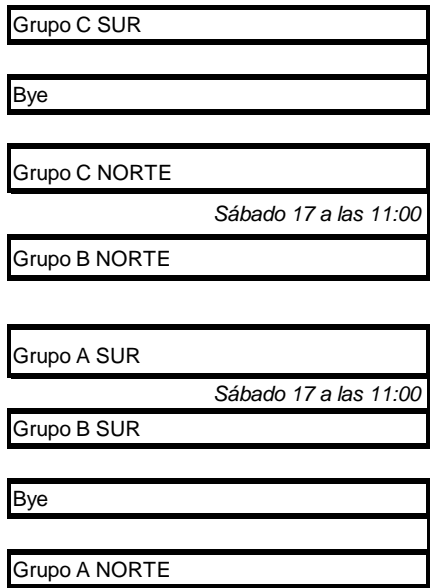 Grupo C SUR
Bye
Grupo C NORTE
Sábado 17 a las 11:00
Grupo B NORTE
Grupo A SUR
Sábado 17 a las 11:00
Grupo B SUR
Bye
Grupo A NORTE